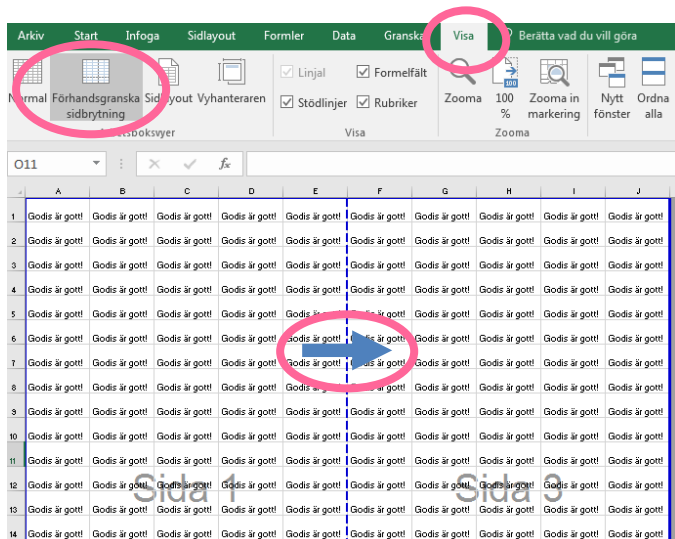 Arkiv Start Infoga Sidlayout Formler Data Granska Visa Berätta vad du vill göra
Normal Förhandsgranska sidbrytning Sidlayout Vyhanteraren
Arbetsboksvyer
Linjal Formelfält
Stödlinjer Rubriker
Visa
Zooma 100 % Zooma in markering
Zooma
Nytt fönster Ordna alla
O11 fx
A B C D E F G H I J
1 Godis är gott! Godis är gott! Godis är gott! Godis är gott! Godis är gott! Godis är gott! Godis är gott! Godis är gott! Godis är gott! Godis är gott!
2 Godis är gott! Godis är gott! Godis är gott! Godis är gott! Godis är gott! Godis är gott! Godis är gott! Godis är gott! Godis är gott! Godis är gott!
3 Godis är gott! Godis är gott! Godis är gott! Godis är gott! Godis är gott! Godis är gott! Godis är gott! Godis är gott! Godis är gott! Godis är gott!
4 Godis är gott! Godis är gott! Godis är gott! Godis är gott! Godis är gott! Godis är gott! Godis är gott! Godis är gott! Godis är gott! Godis är gott!
5 Godis är gott! Godis är gott! Godis är gott! Godis är gott! Godis är gott! Godis är gott! Godis är gott! Godis är gott! Godis är gott! Godis är gott!
6 Godis är gott! Godis är gott! Godis är gott! Godis är gott! Godis är gott! Godis är gott! Godis är gott! Godis är gott! Godis är gott! Godis är gott!
7 Godis är gott! Godis är gott! Godis är gott! Godis är gott! Godis är gott! Godis är gott! Godis är gott! Godis är gott!
8 Godis är gott! Godis är gott! Godis är gott! Godis är gott! Godis är gott! Godis är gott! Godis är gott! Godis är gott! Godis är gott! Godis är gott!
9 Godis är gott! Godis är gott! Godis är gott! Godis är gott! Godis är gott! Godis är gott! Godis är gott! Godis är gott! Godis är gott! Godis är gott!
10 Godis är gott! Godis är gott! Godis är gott! Godis är gott! Godis är gott! Godis är gott! Godis är gott! Godis är gott! Godis är gott! Godis är gott!
11 Godis är gott! Godis är gott! Godis är gott! Godis är gott! Godis är gott! Godis är gott! Godis är gott! Godis är gott! Godis är gott! Godis är gott!
12 Godis är gott! Godis är gott! Godis är gott! Godis är gott! Godis är gott! Godis är gott! Godis är gott! Godis är gott! Godis är gott! Godis är gott!
Sida 1 Sida 3
13 Godis är gott! Godis är gott! Godis är gott! Godis är gott! Godis är gott! Godis är gott! Godis är gott! Godis är gott! Godis är gott! Godis är gott!
14 Godis är gott! Godis är gott! Godis är gott! Godis är gott! Godis är gott! Godis är gott! Godis är gott! Godis är gott! Godis är gott! Godis är gott!